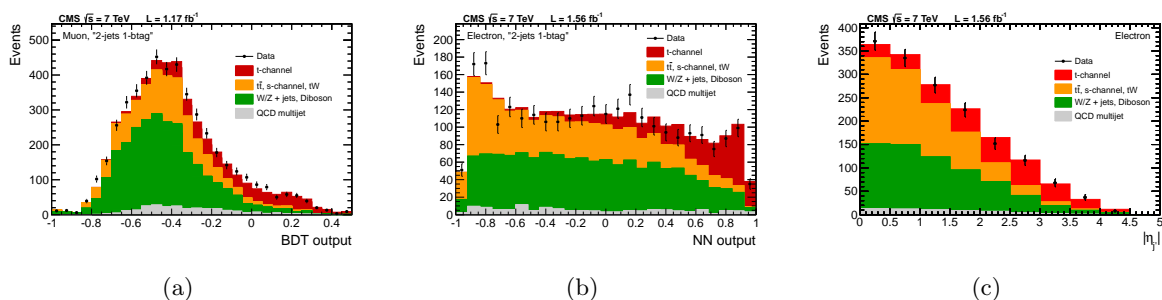 CMS √s = 7 TeV L = 1.17 fb⁻¹
Events
Muon, "2-jets 1-btag"
Data
t-channel
tt̄, s-channel, tW
W/Z + jets, Diboson
QCD multijet
500
400
300
200
100
0
-1 -0.8 -0.6 -0.4 -0.2 0 0.2 0.4
BDT output
(a)
CMS √s = 7 TeV L = 1.56 fb⁻¹
Events
Electron, "2-jets 1-btag"
Data
t-channel
tt̄, s-channel, tW
W/Z + jets, Diboson
QCD multijet
220
200
180
160
140
120
100
80
60
40
20
0
-1 -0.8 -0.6 -0.4 -0.2 0 0.2 0.4 0.6 0.8 1
NN output
(b)
CMS √s = 7 TeV L = 1.56 fb⁻¹
Events
Electron
Data
t-channel
tt̄, s-channel, tW
W/Z + jets, Diboson
QCD multijet
400
350
300
250
200
150
100
50
0
0 0.5 1 1.5 2 2.5 3 3.5 4 4.5 5
|η_j'|
(c)